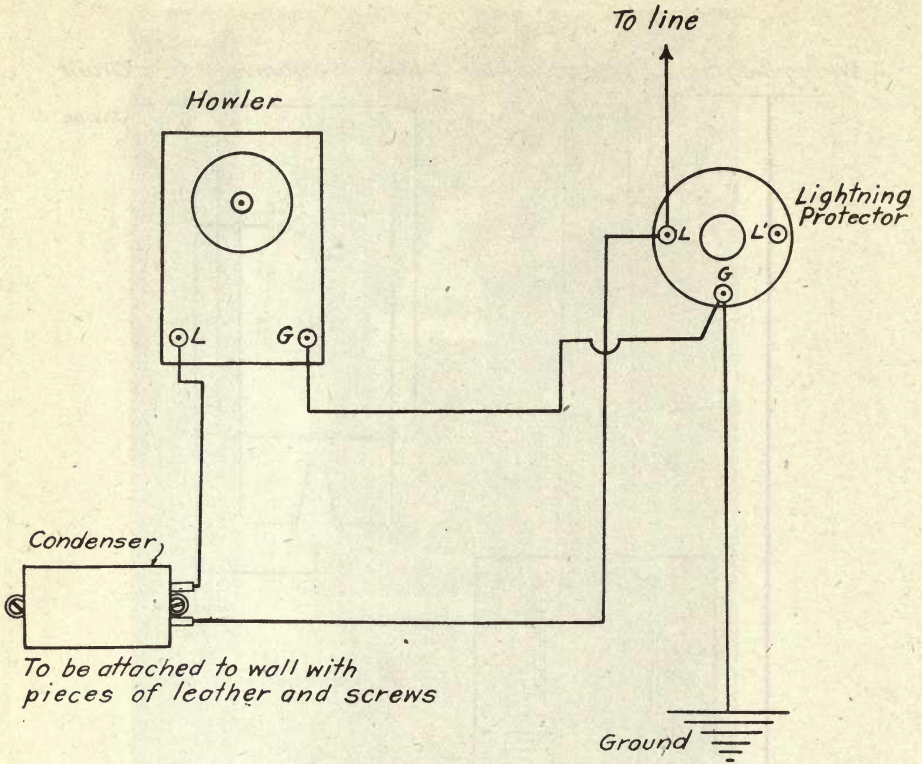 To line
Howler
Lightning
Protector
L
L'
G
L
G
Condenser
To be attached to wall with
pieces of leather and screws
Ground